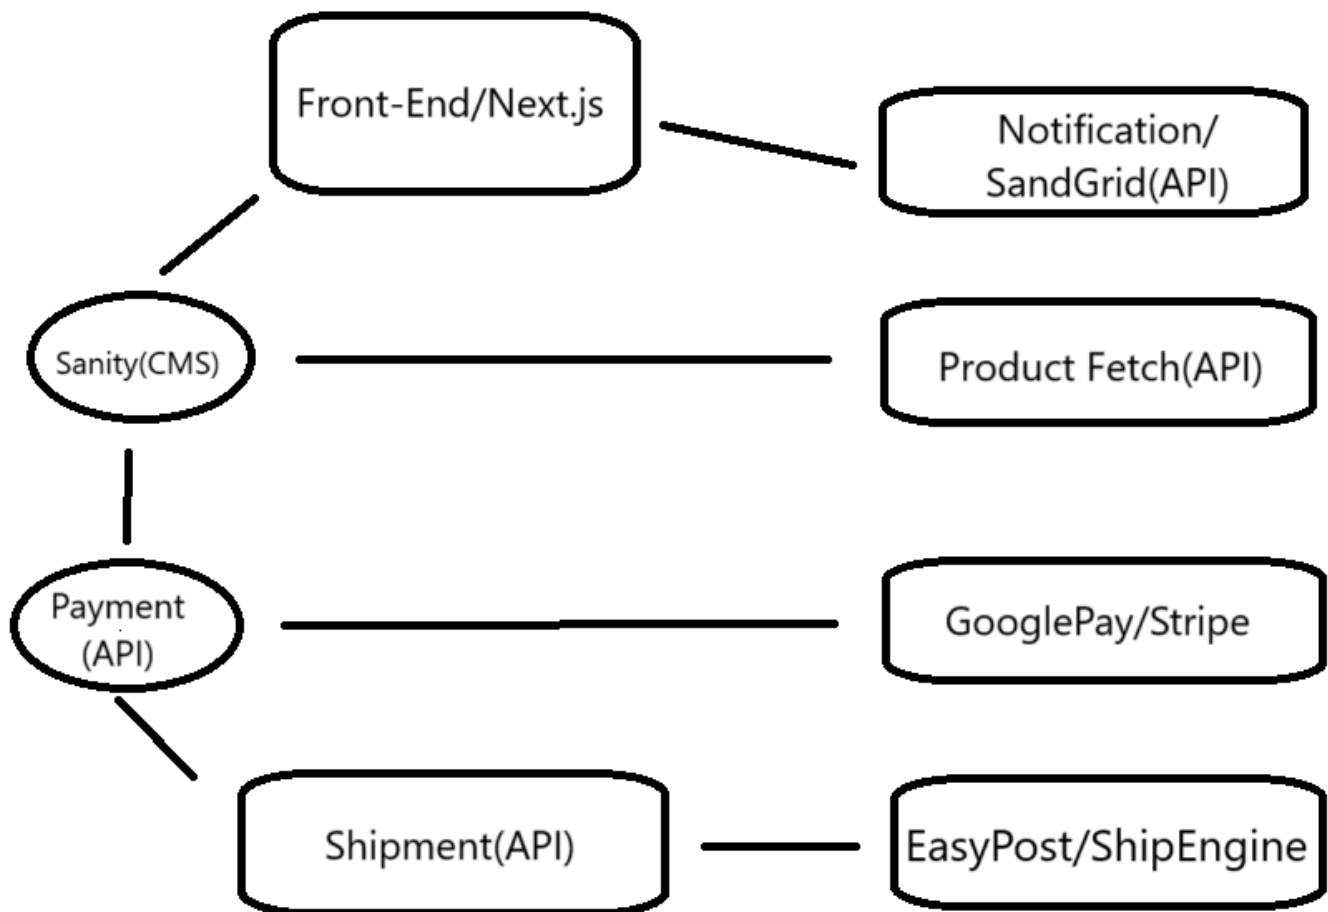 Front-End/Next.js
Notification/
SandGrid(API)
Sanity(CMS)
Product Fetch(API)
Payment
(API)
GooglePay/Stripe
Shipment(API)
EasyPost/ShipEngine